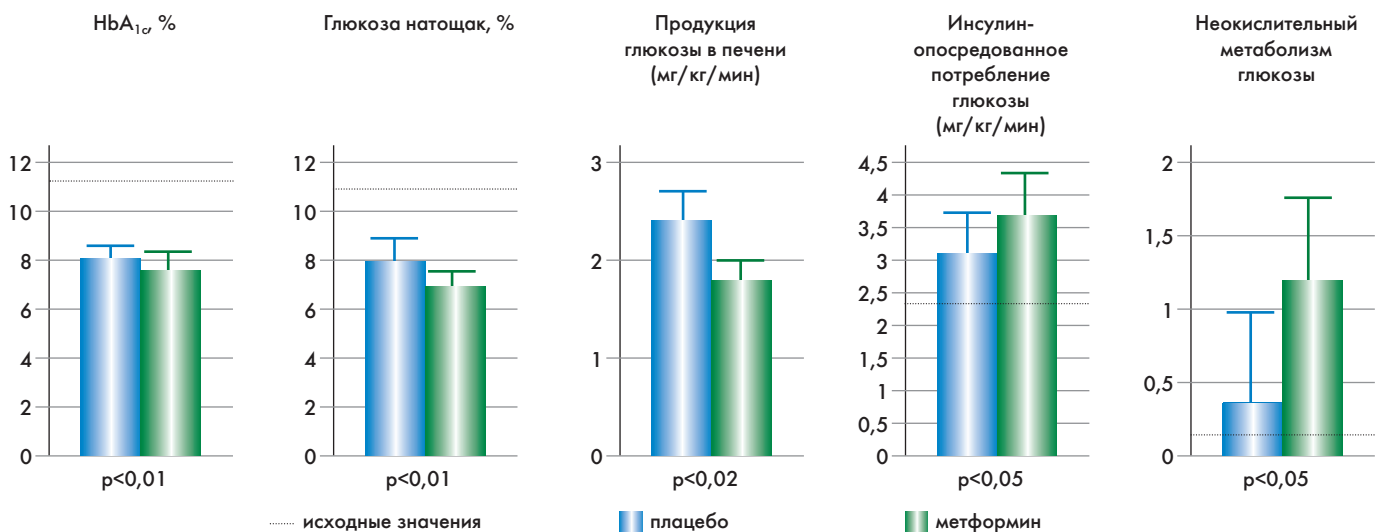 HbA1c, %
Глюкоза натощак, %
Продукция
глюкозы в печени
(мг/кг/мин)
Инсулин-
опосредованное
потребление
глюкозы
(мг/кг/мин)
Неокислительный
метаболизм
глюкозы
12
10
8
6
4
2
0
p<0,01
12
10
8
6
4
2
0
p<0,01
3
2
1
0
p<0,02
4,5
4
3,5
3
2,5
2
1,5
1
0,5
0
p<0,05
2
1,5
1
0,5
0
p<0,05
исходные значения
плацебо
метформин